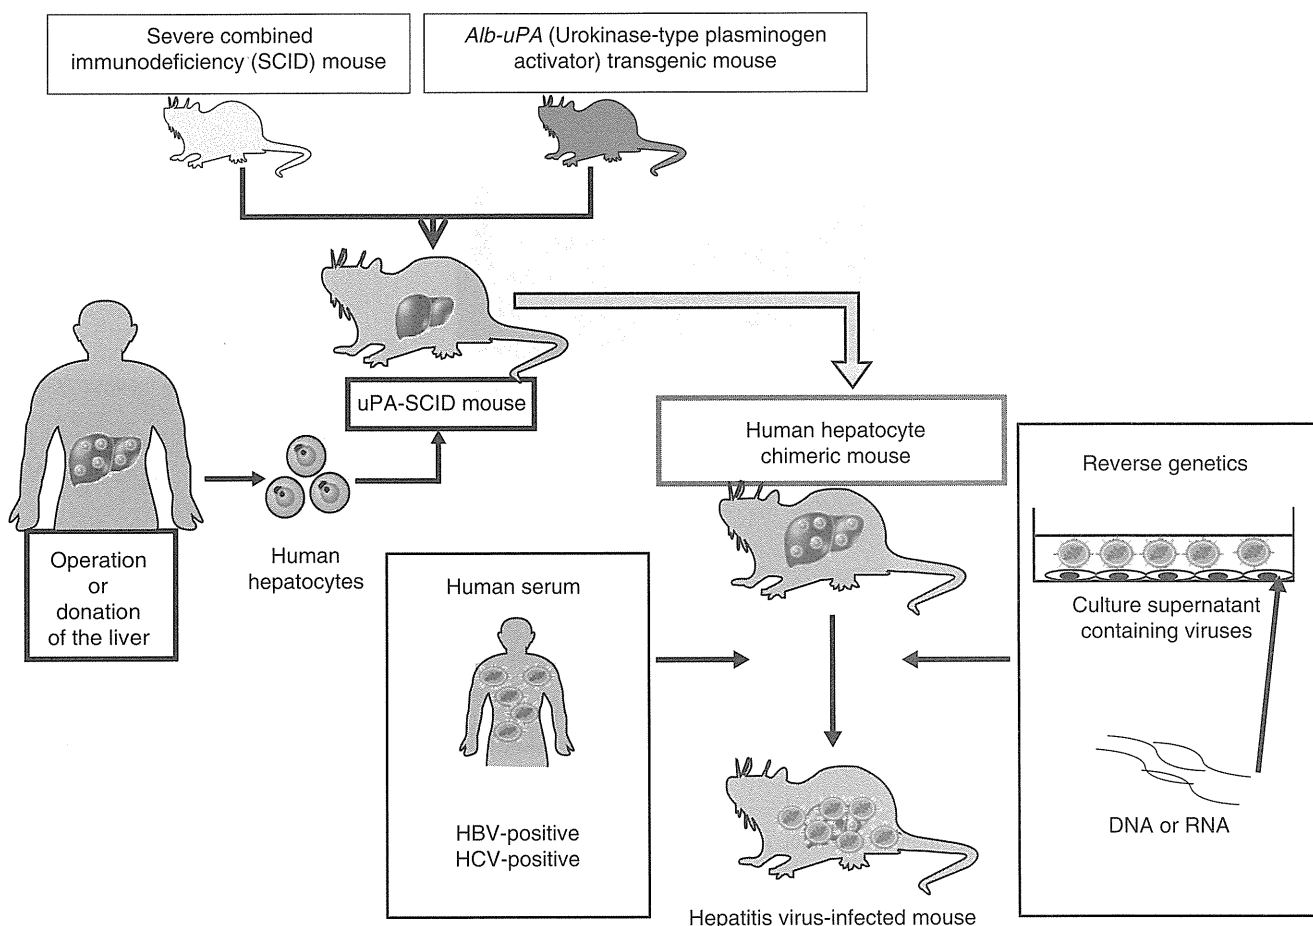 Severe combined
immunodeficiency (SCID) mouse
Alb-uPA (Urokinase-type plasminogen
activator) transgenic mouse
uPA-SCID mouse
Human hepatocyte
chimeric mouse
Operation
or
donation
of the liver
Human
hepatocytes
Human serum
HBV-positive
HCV-positive
Reverse genetics
Culture supernatant
containing viruses
DNA or RNA
Hepatitis virus-infected mouse